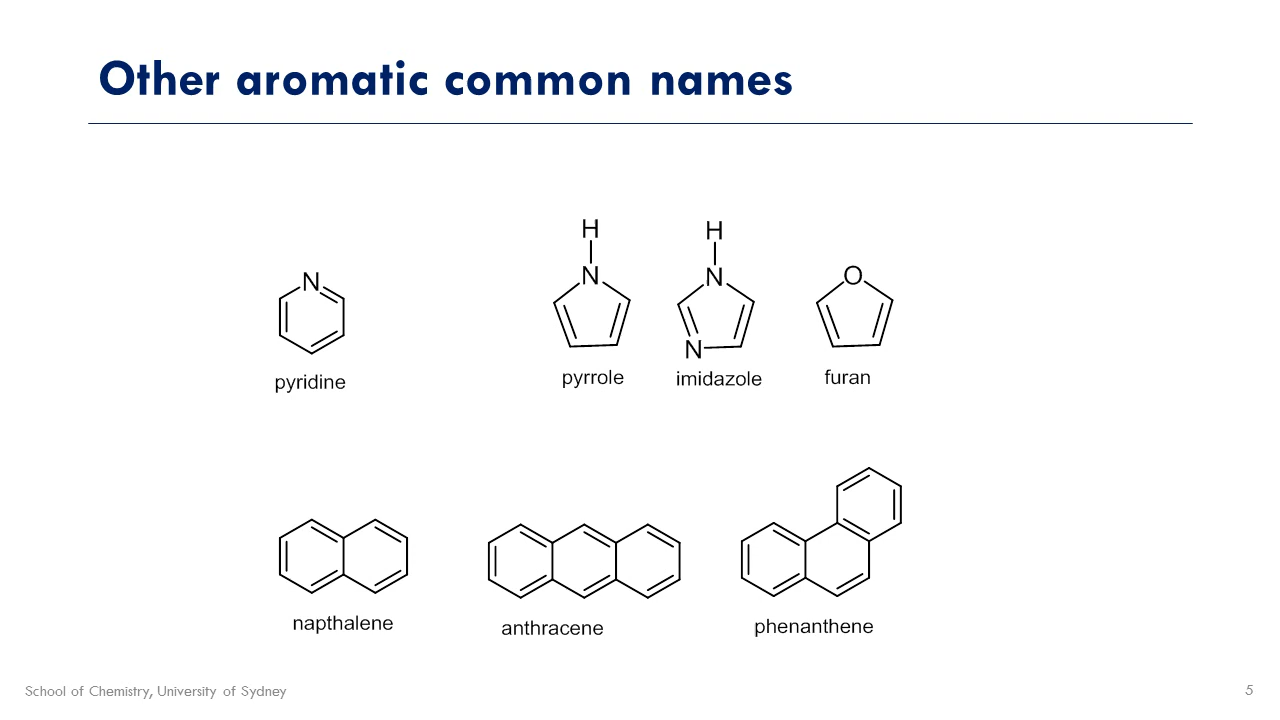 Other aromatic common names
H
H
N
N
N
O
N
pyridine
pyrrole
imidazole
furan
napthalene
anthracene
phenanthene
School of Chemistry, University of Sydney
5